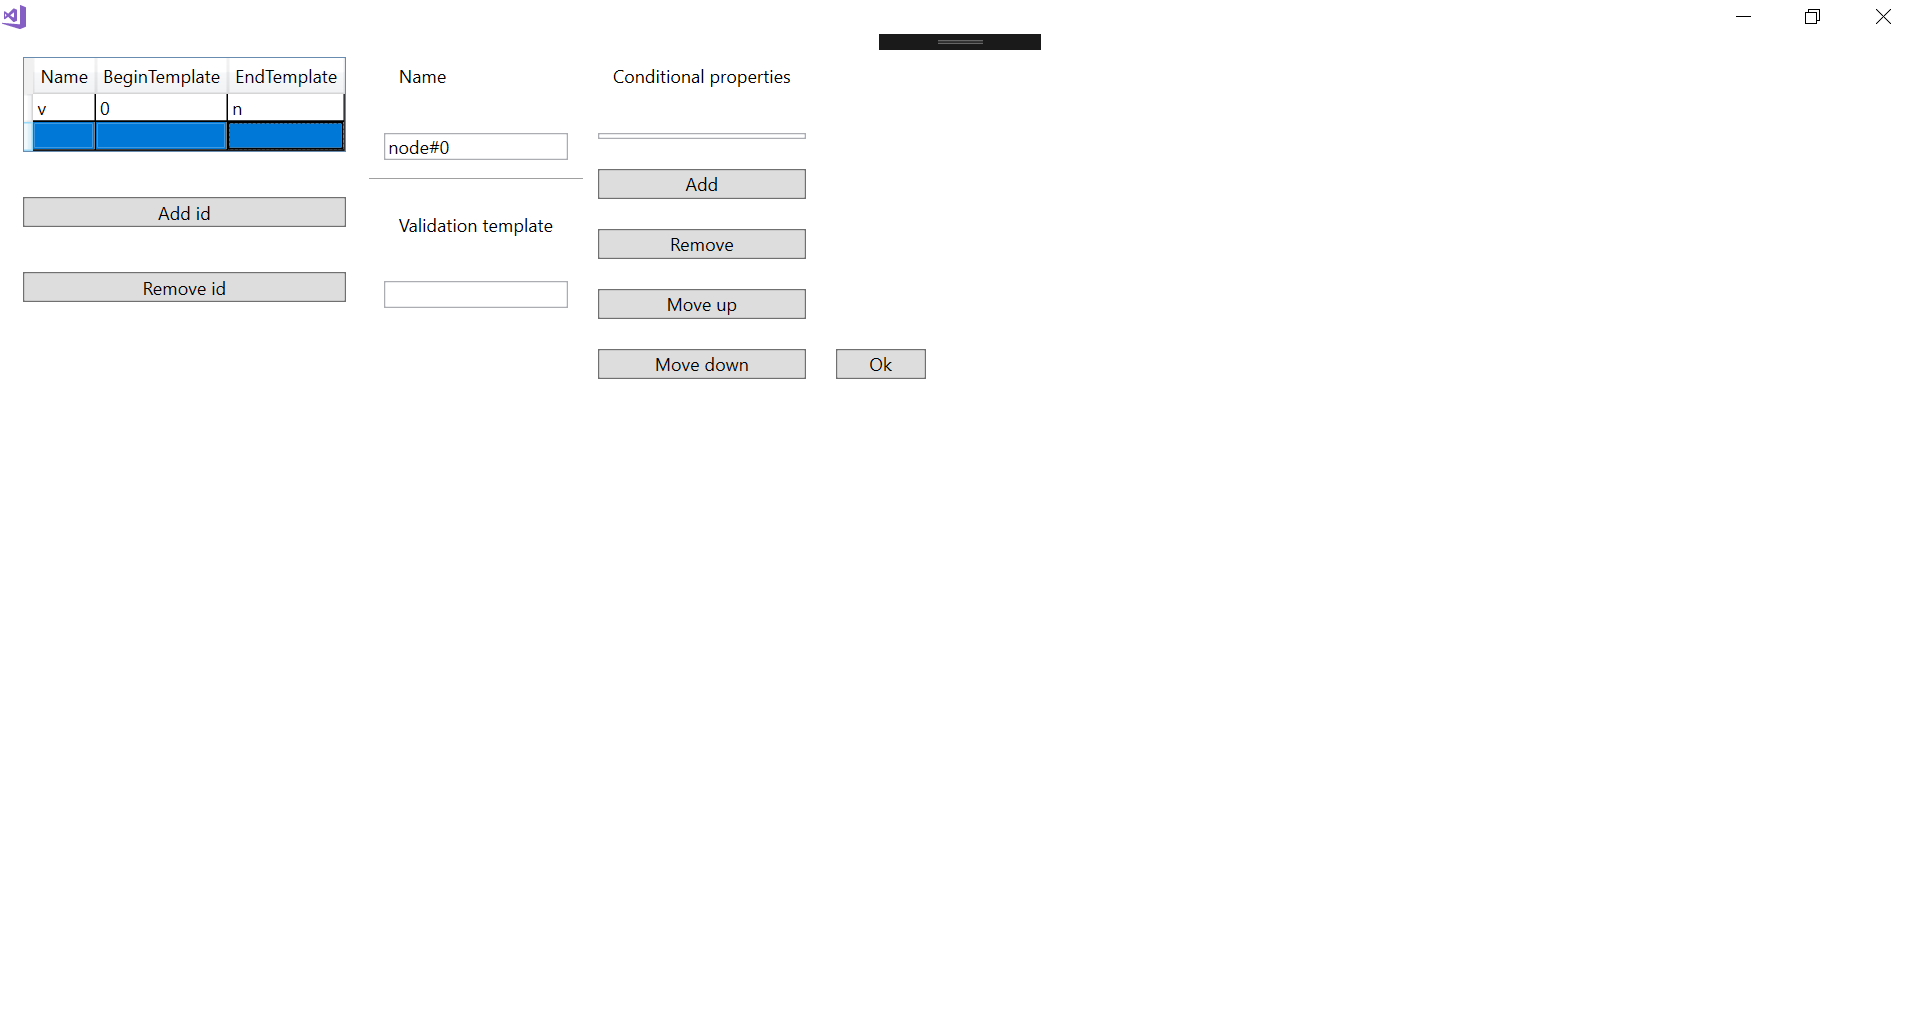 Name BeginTemplate EndTemplate
v 0 n
Add id
Remove id
Name
node#0
Validation template
Conditional properties
Add
Remove
Move up
Move down
Ok